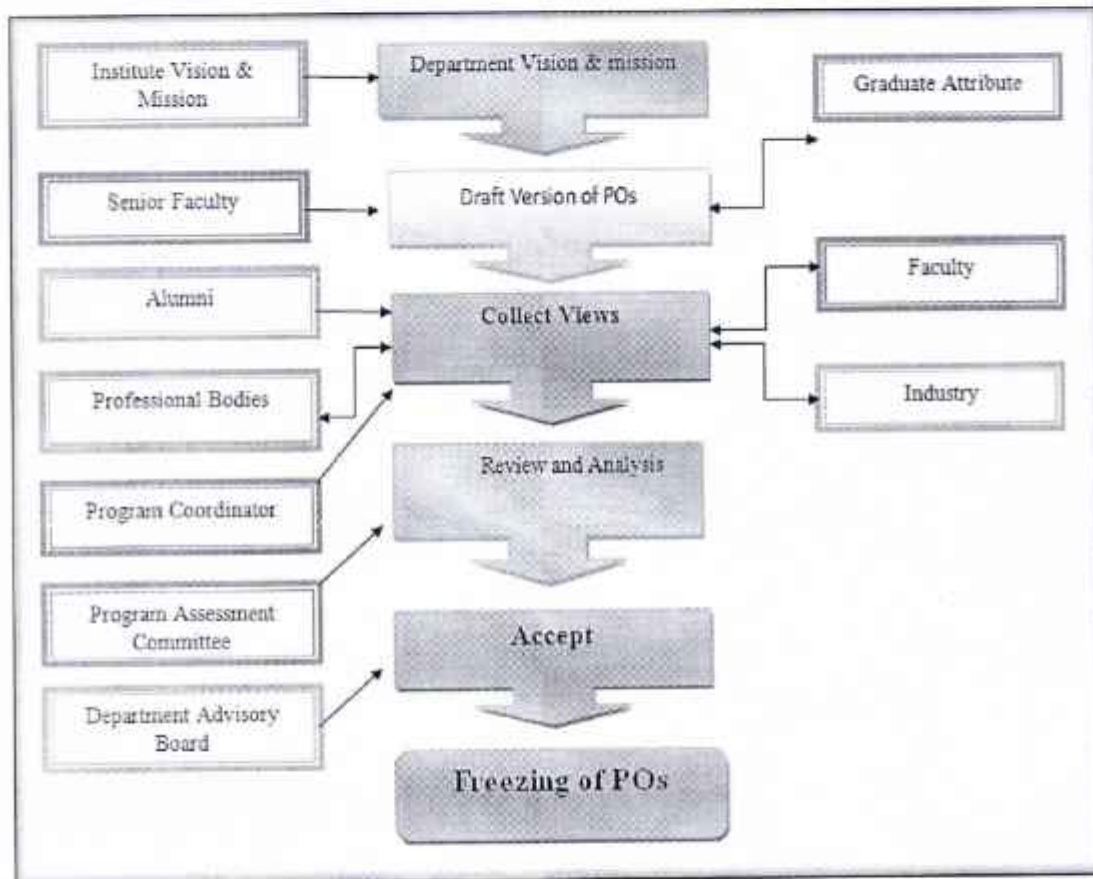 Institute Vision &
Mission
Department Vision & mission
Graduate Attribute
Senior Faculty
Draft Version of POs
Alumni
Collect Views
Faculty
Professional Bodies
Industry
Program Coordinator
Review and Analysis
Program Assessment
Committee
Accept
Department Advisory
Board
Freezing of POs